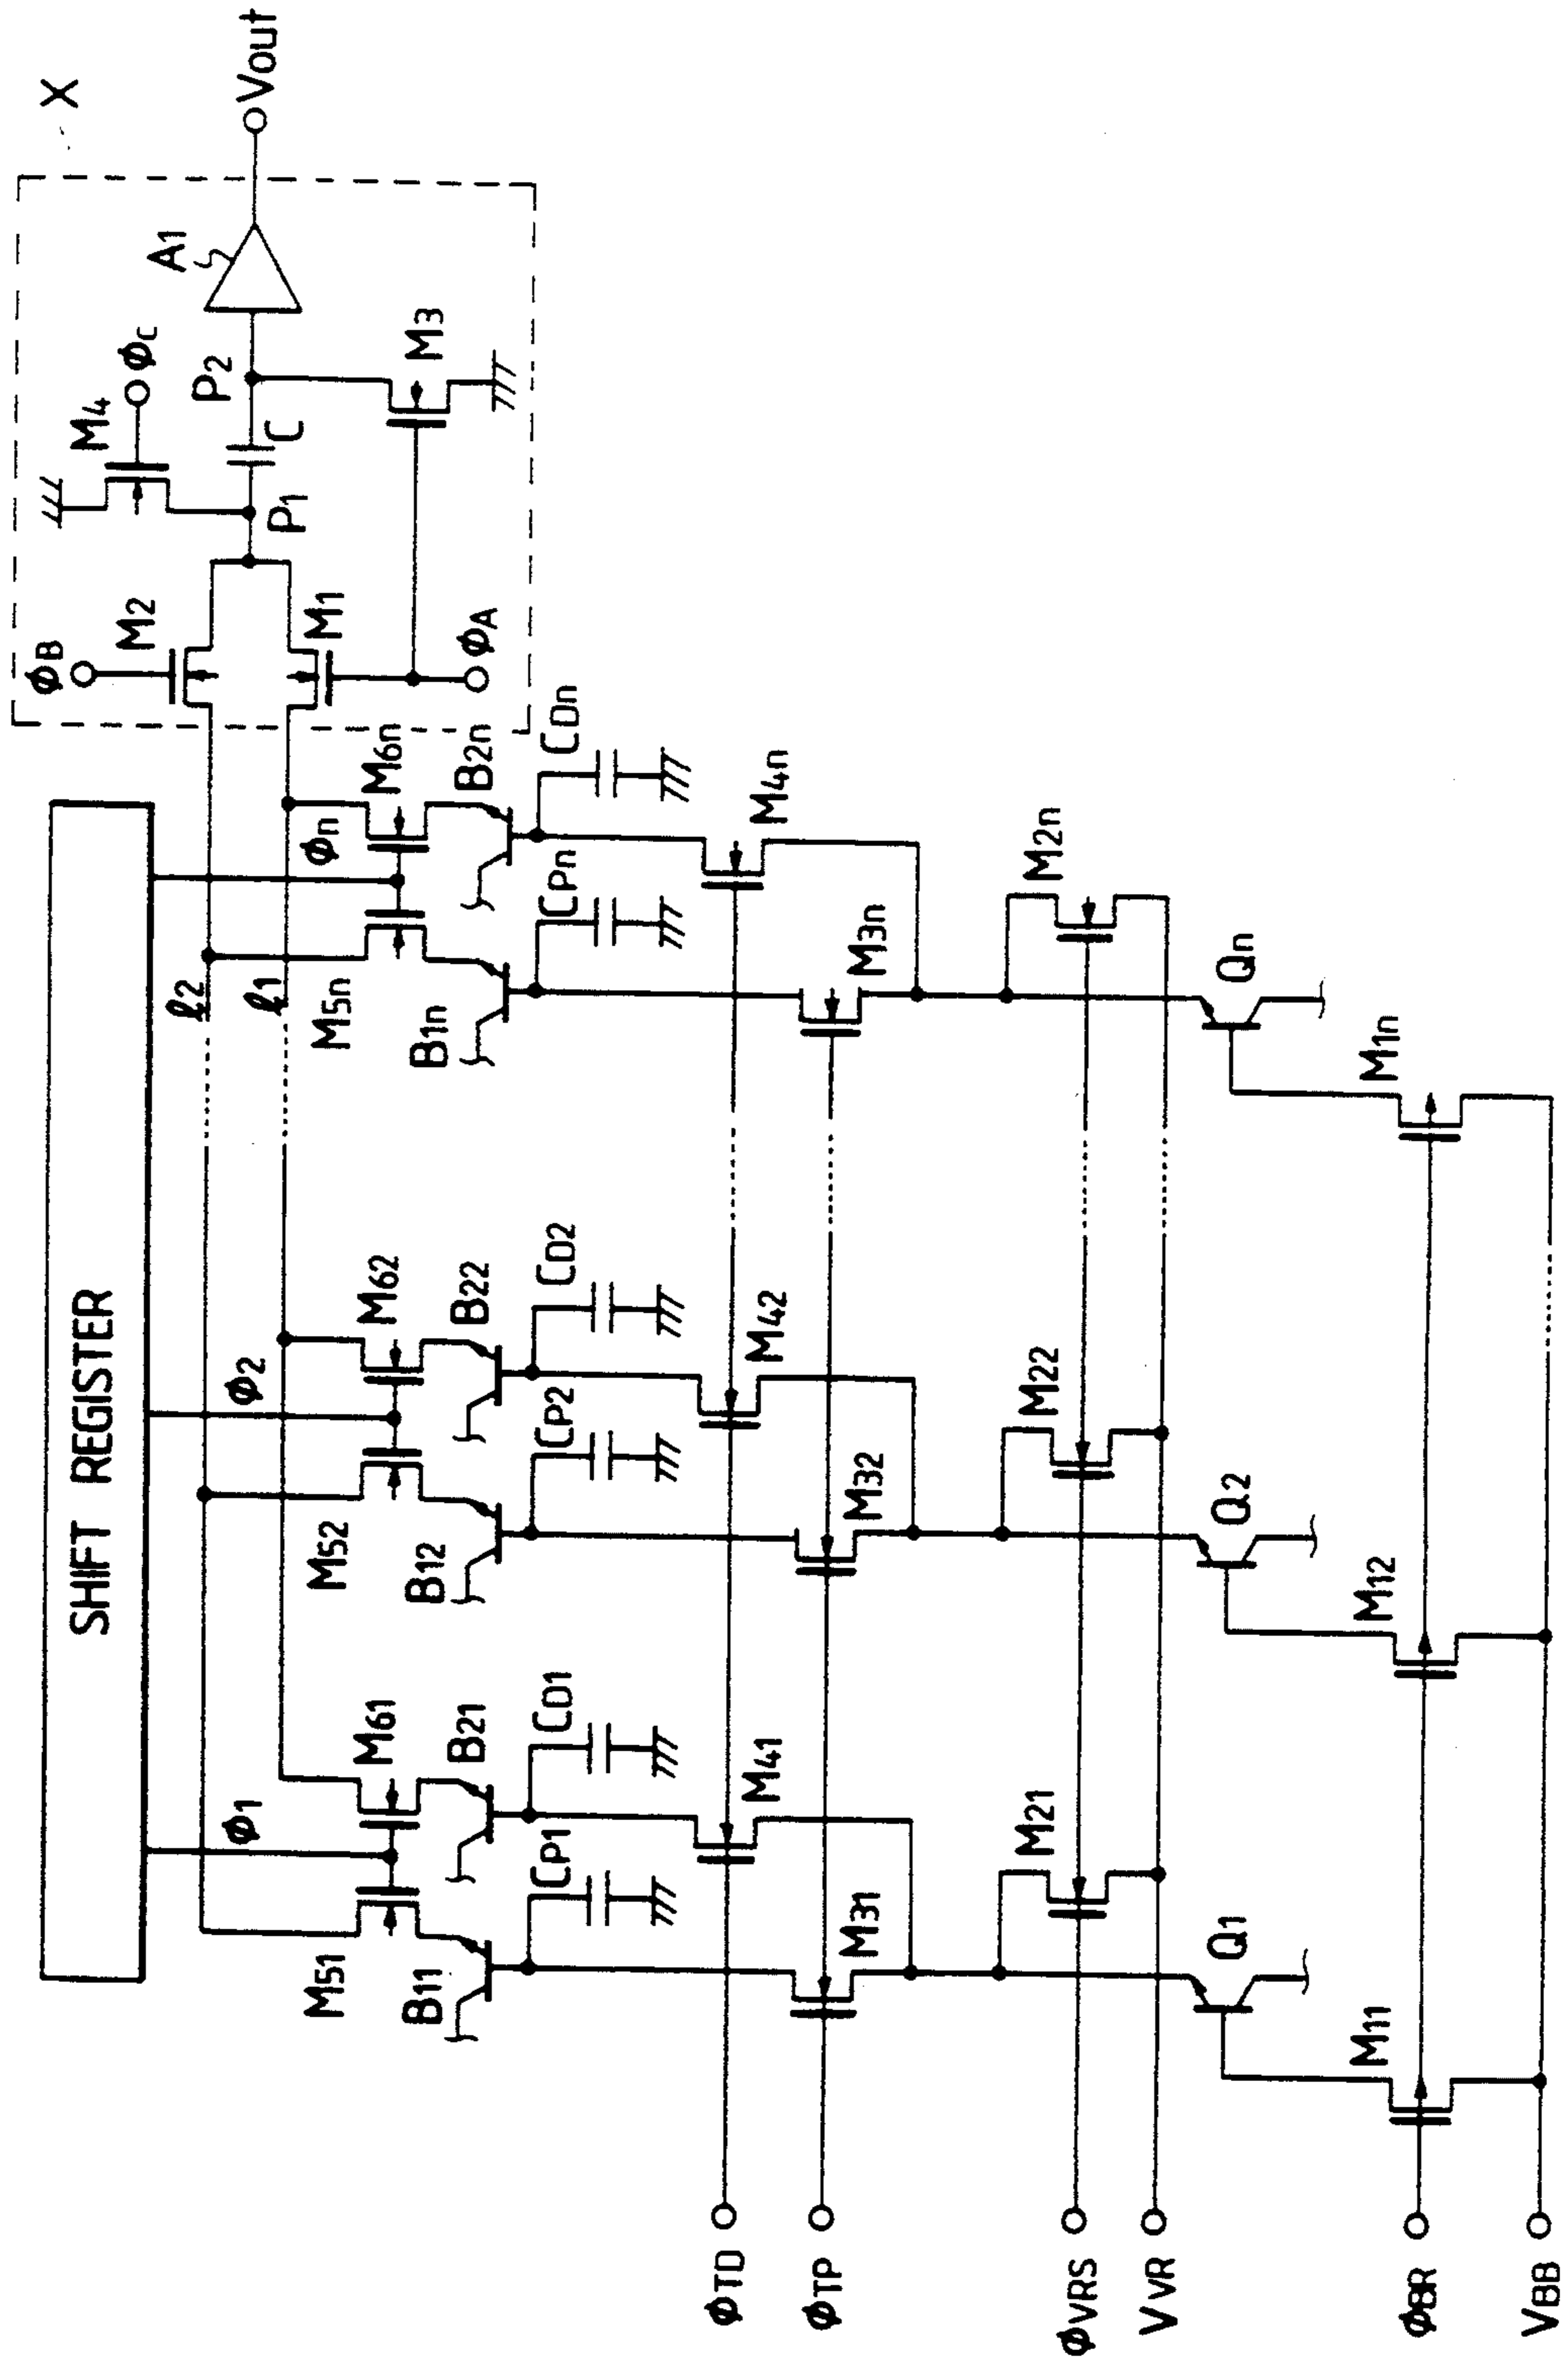 X
SHIFT REGISTER
Vout
A1
ϕC
M4
P2
C
P1
M3
ϕB
M2
M1
ϕA
ℓ2
ℓ1
ϕ1
ϕ2
ϕn
M51
M61
M52
M62
M5n
M6n
B11
B21
B12
B22
B1n
B2n
CP1
CD1
CP2
CD2
CPn
CDn
ϕTD
M41
M42
M4n
ϕTP
M31
M32
M3n
ϕVRS
M21
M22
M2n
VVR
Q1
Q2
Qn
ϕBR
M11
M12
M1n
VBB